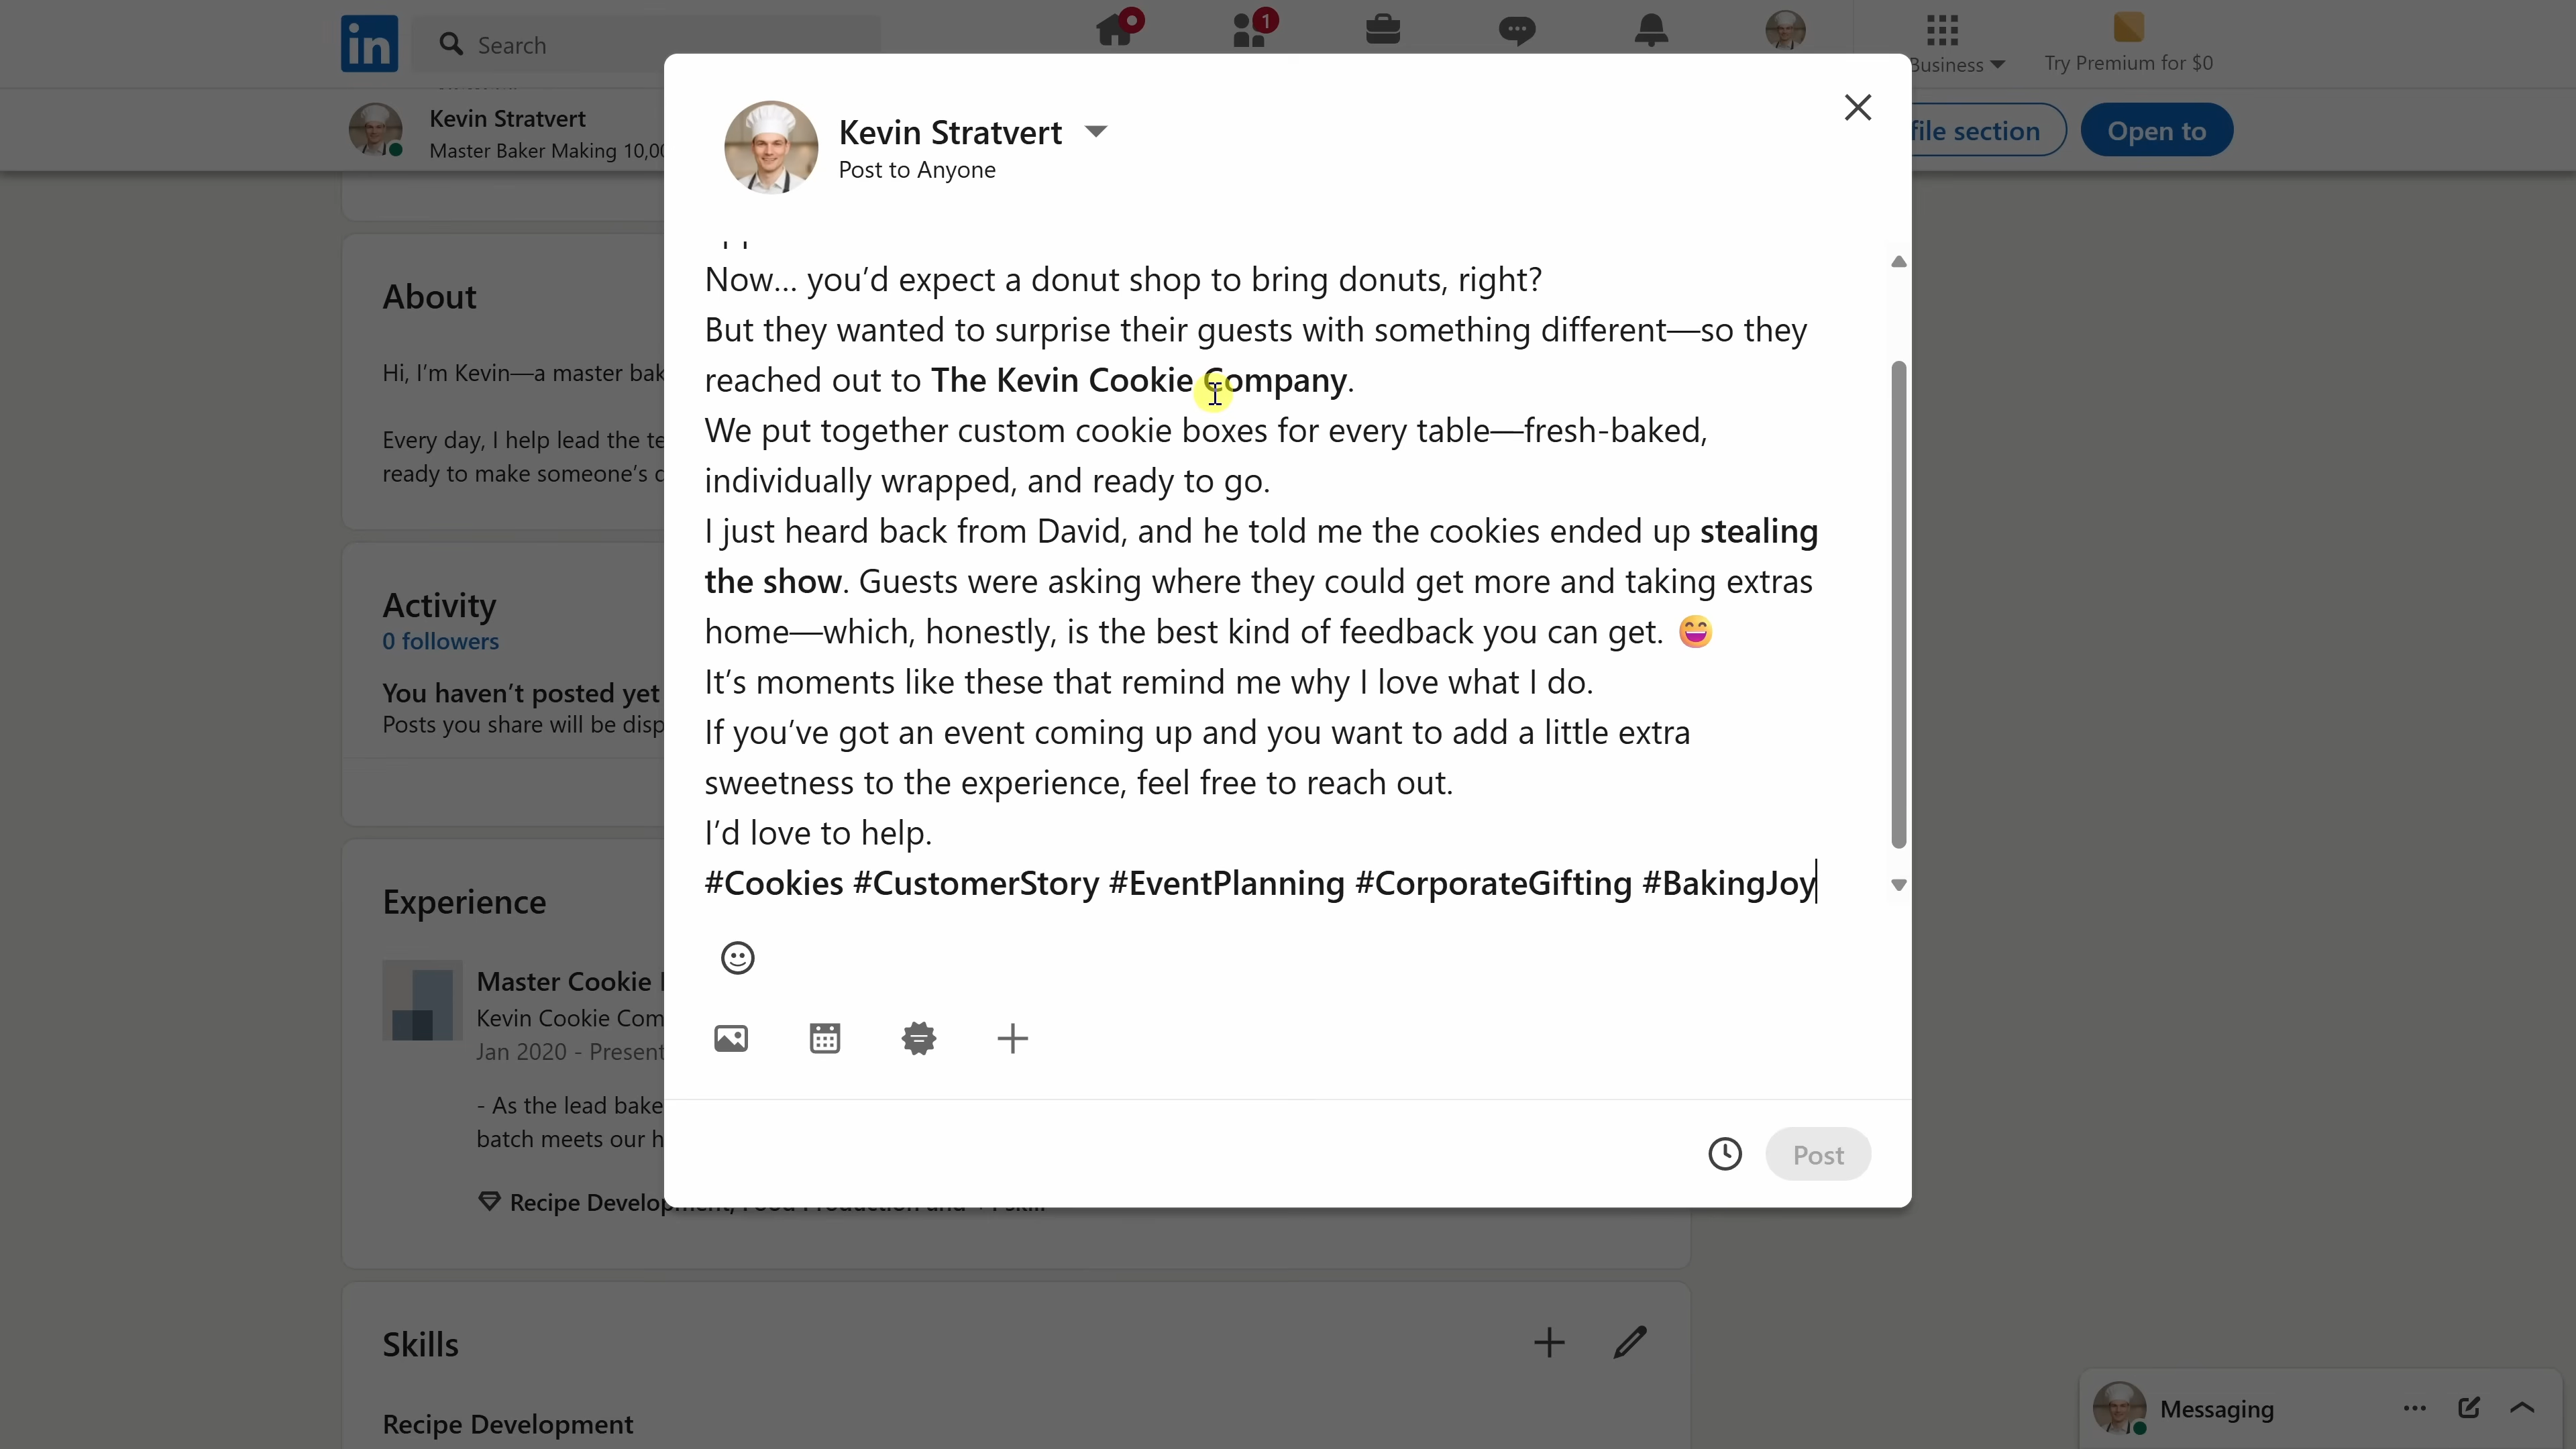 in
Search
1
Business
Try Premium for $0
Kevin Stratvert
Master Baker Making 10,00
file section
Open to
Kevin Stratvert
Post to Anyone
Now... you’d expect a donut shop to bring donuts, right?
But they wanted to surprise their guests with something different—so they
reached out to The Kevin Cookie Company.
We put together custom cookie boxes for every table—fresh-baked,
individually wrapped, and ready to go.
I just heard back from David, and he told me the cookies ended up stealing
the show. Guests were asking where they could get more and taking extras
home—which, honestly, is the best kind of feedback you can get. 😄
It’s moments like these that remind me why I love what I do.
If you’ve got an event coming up and you want to add a little extra
sweetness to the experience, feel free to reach out.
I’d love to help.
#Cookies #CustomerStory #EventPlanning #CorporateGifting #BakingJoy
Post
About
Hi, I’m Kevin—a master bak
Every day, I help lead the te
ready to make someone’s d
Activity
0 followers
You haven’t posted yet
Posts you share will be disp
Experience
Master Cookie
Kevin Cookie Com
Jan 2020 - Present
- As the lead bake
batch meets our h
Recipe Develop
Skills
Recipe Development
Messaging